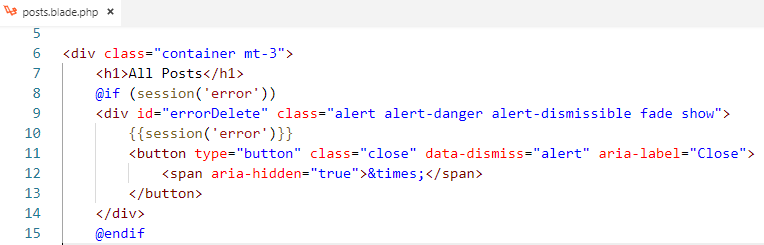 posts.blade.php ×
5
6 <div class="container mt-3">
7     <h1>All Posts</h1>
8     @if (session('error'))
9     <div id="errorDelete" class="alert alert-danger alert-dismissible fade show">
10         {{session('error')}}
11         <button type="button" class="close" data-dismiss="alert" aria-label="Close">
12             <span aria-hidden="true">&times;</span>
13         </button>
14     </div>
15     @endif